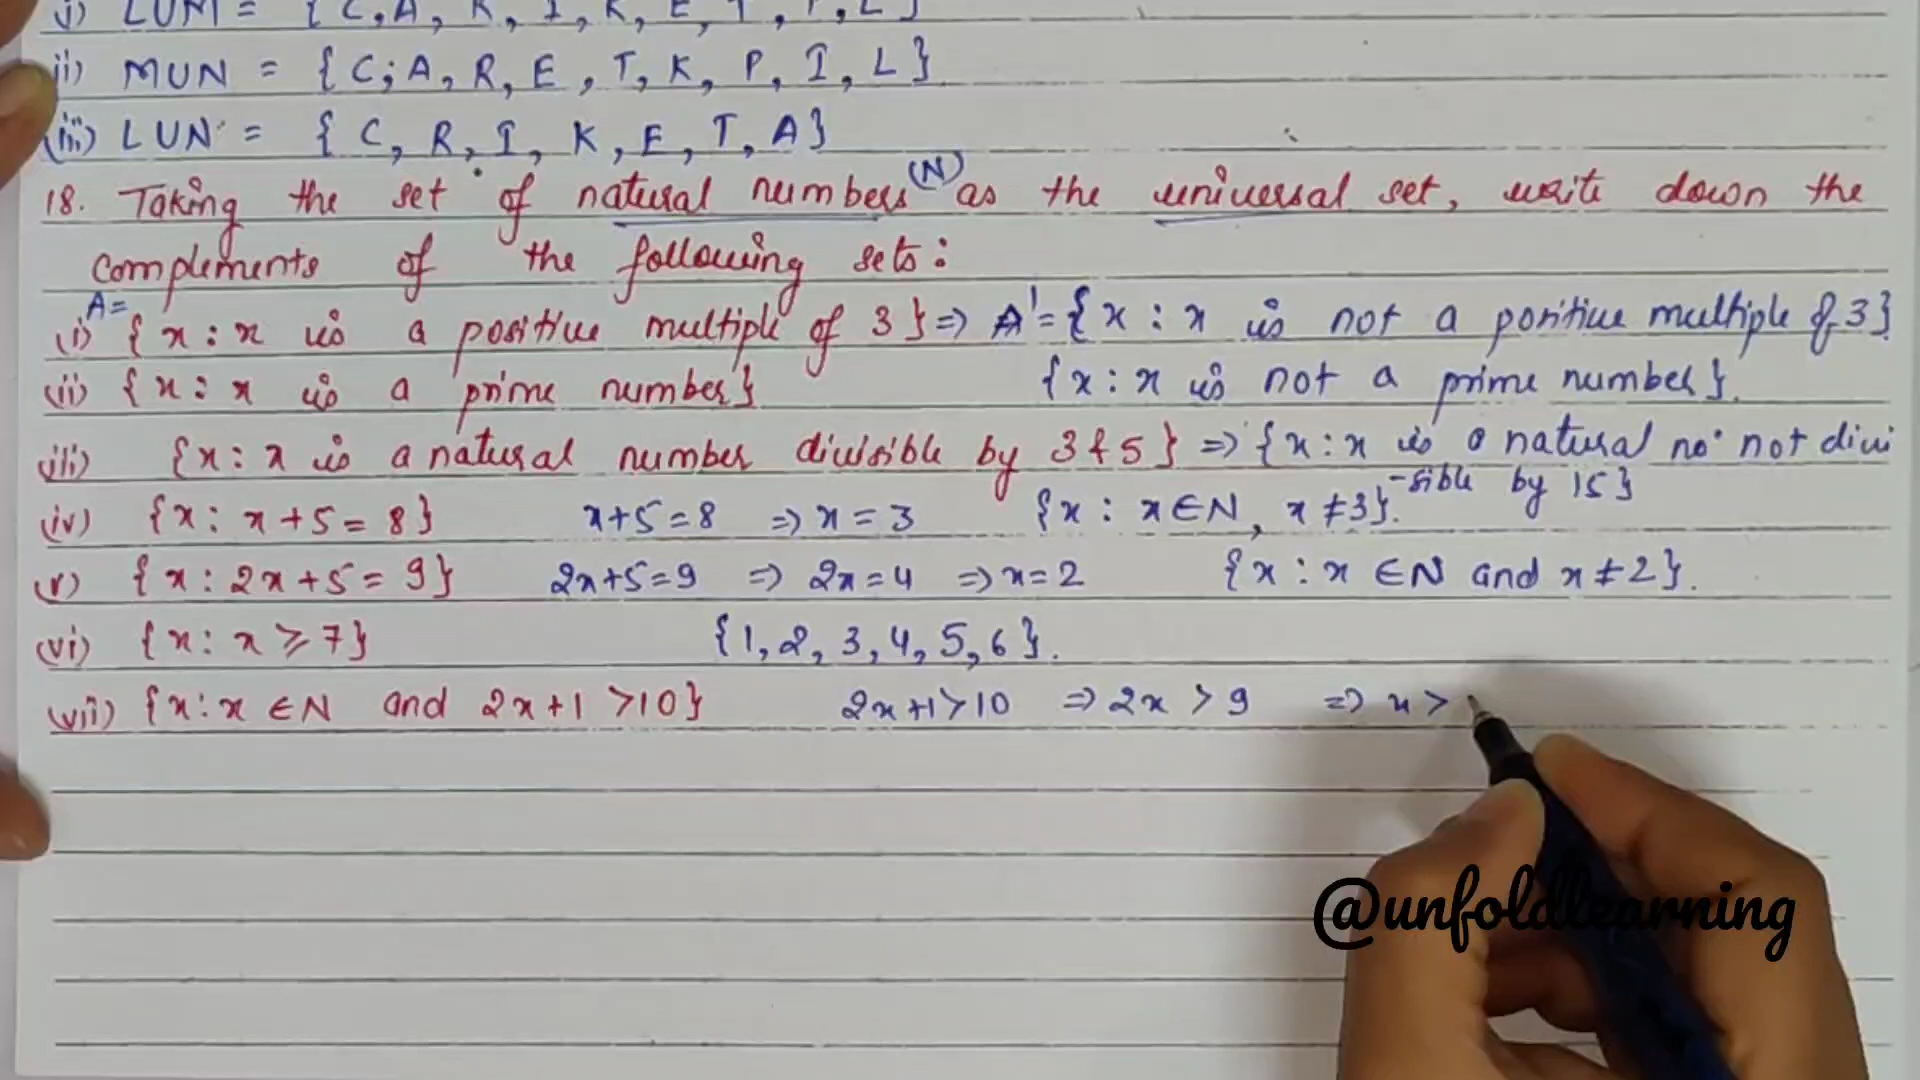 i) LUM = {C, A, R, I, K, E, T, P, L}
ii) MUN = {C, A, R, E, T, K, P, I, L}
(iii) LUN = {C, R, I, K, E, T, A}
18. Taking the set of natural numbers (N) as the universal set, write down the
complements of the following sets:
A=
(i) {x : x is a positive multiple of 3} => A' = {x : x is not a positive multiple of 3}
(ii) {x : x is a prime number} {x : x is not a prime number}.
(iii) {x : x is a natural number divisible by 3 & 5} => {x : x is a natural no. not divi
-sible by 15}
(iv) {x : x + 5 = 8} x+5=8 => x = 3 {x : x ∈ N, x ≠ 3}.
(v) {x : 2x + 5 = 9} 2x+5=9 => 2x=4 => x=2 {x : x ∈ N and x ≠ 2}.
(vi) {x : x ≥ 7} {1, 2, 3, 4, 5, 6}.
(vii) {x : x ∈ N and 2x + 1 > 10} 2x+1>10 => 2x > 9 => x >
@unfoldlearning